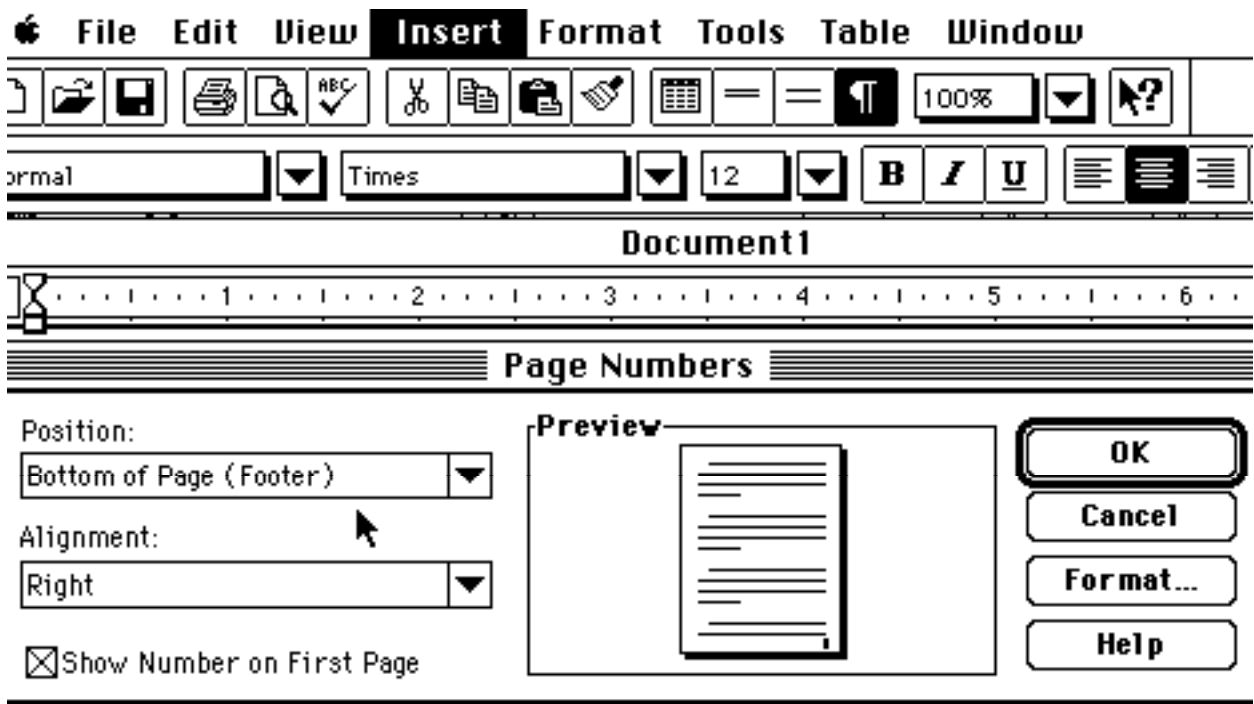 File Edit View Insert Format Tools Table Window
ABC 100% ?
ormal Times 12 B I U
Document1
1 2 3 4 5 6
Page Numbers
Position:
Preview
OK
Bottom of Page (Footer)
Cancel
Alignment:
Right
Format...
Help
Show Number on First Page